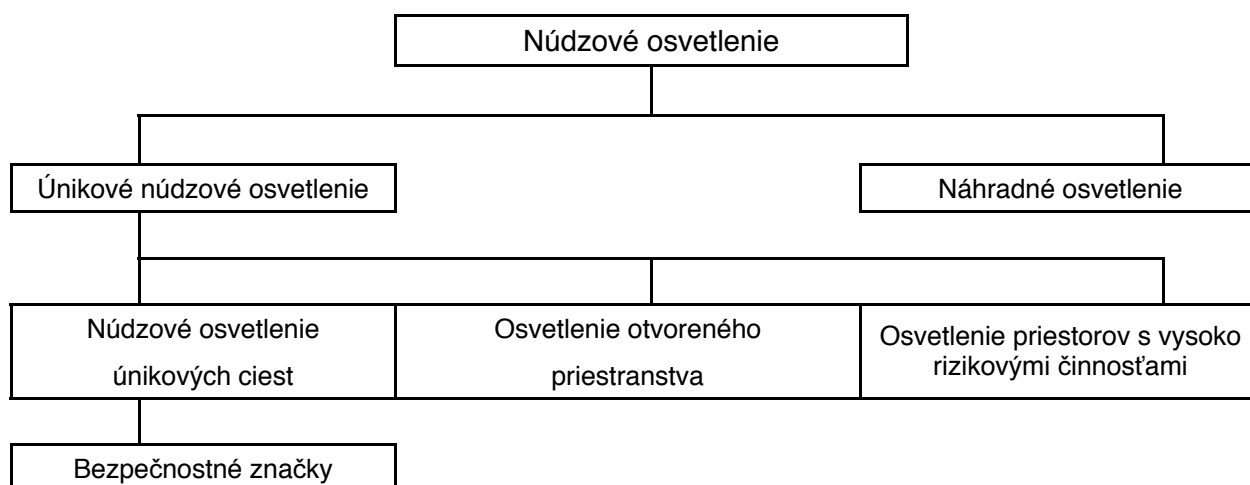 Núdzové osvetlenie
Únikové núdzové osvetlenie
Náhradné osvetlenie
Núdzové osvetlenie
únikových ciest
Osvetlenie otvoreného
priestranstva
Osvetlenie priestorov s vysoko
rizikovými činnosťami
Bezpečnostné značky